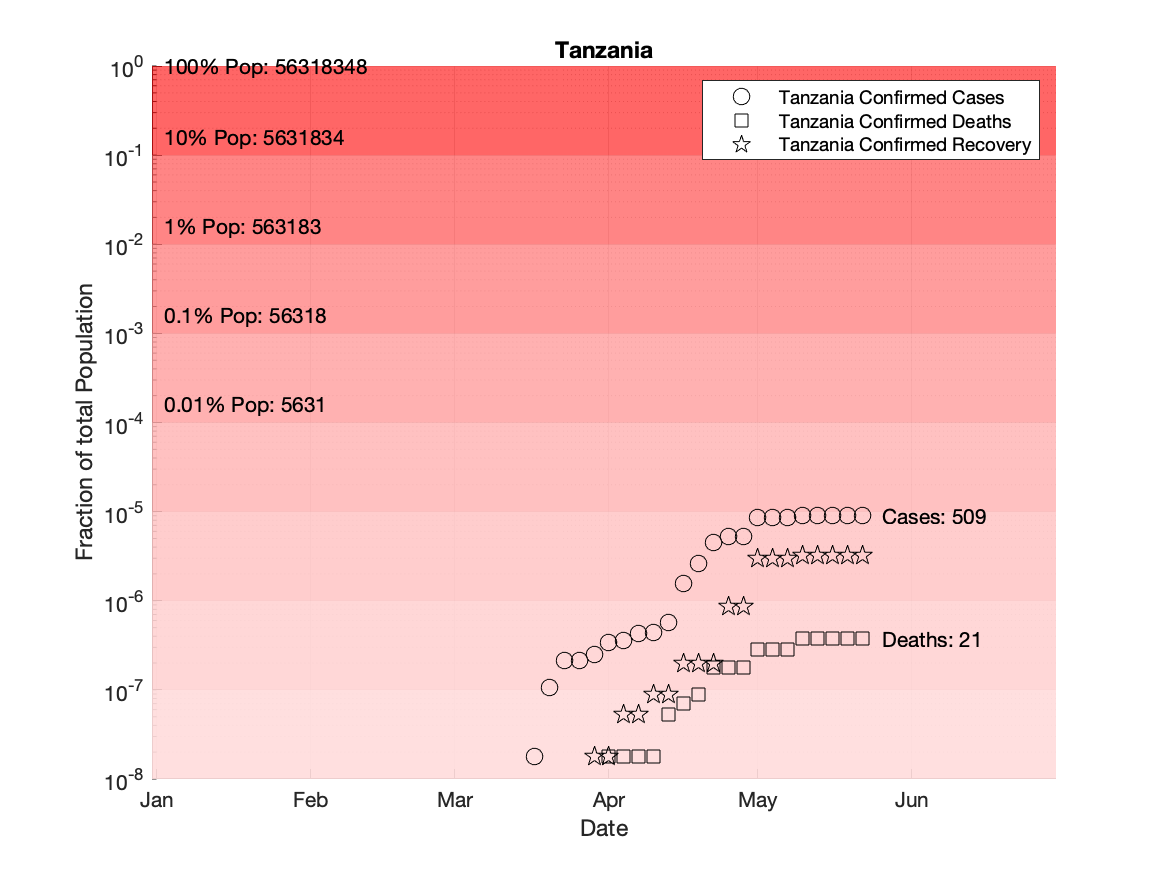 Tanzania
10^0
100% Pop: 56318348
Tanzania Confirmed Cases
Tanzania Confirmed Deaths
Tanzania Confirmed Recovery
10% Pop: 5631834
10^-1
1% Pop: 563183
10^-2
0.1% Pop: 56318
10^-3
0.01% Pop: 5631
10^-4
10^-5
Cases: 509
10^-6
Deaths: 21
10^-7
10^-8
Fraction of total Population
Jan Feb Mar Apr May Jun
Date